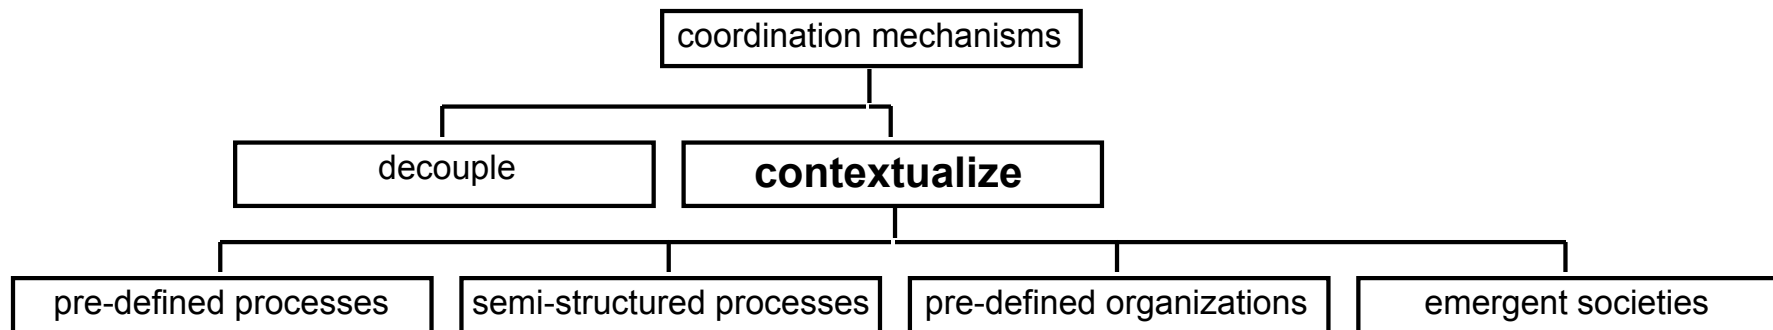 coordination mechanisms
decouple
contextualize
pre-defined processes
semi-structured processes
pre-defined organizations
emergent societies